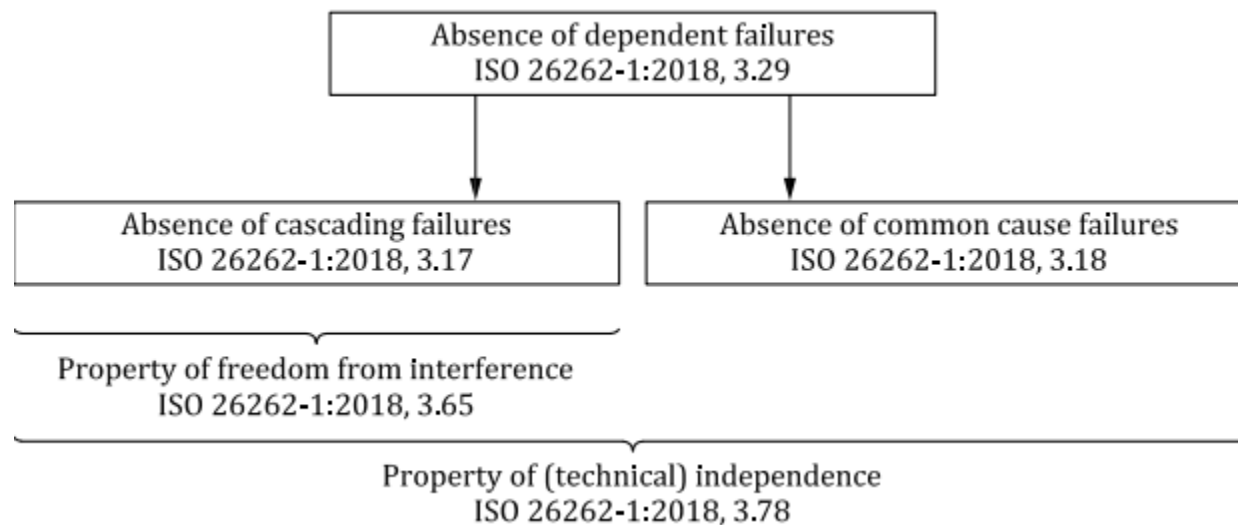 Absence of dependent failures
ISO 26262-1:2018, 3.29
Absence of cascading failures
ISO 26262-1:2018, 3.17
Absence of common cause failures
ISO 26262-1:2018, 3.18
Property of freedom from interference
ISO 26262-1:2018, 3.65
Property of (technical) independence
ISO 26262-1:2018, 3.78